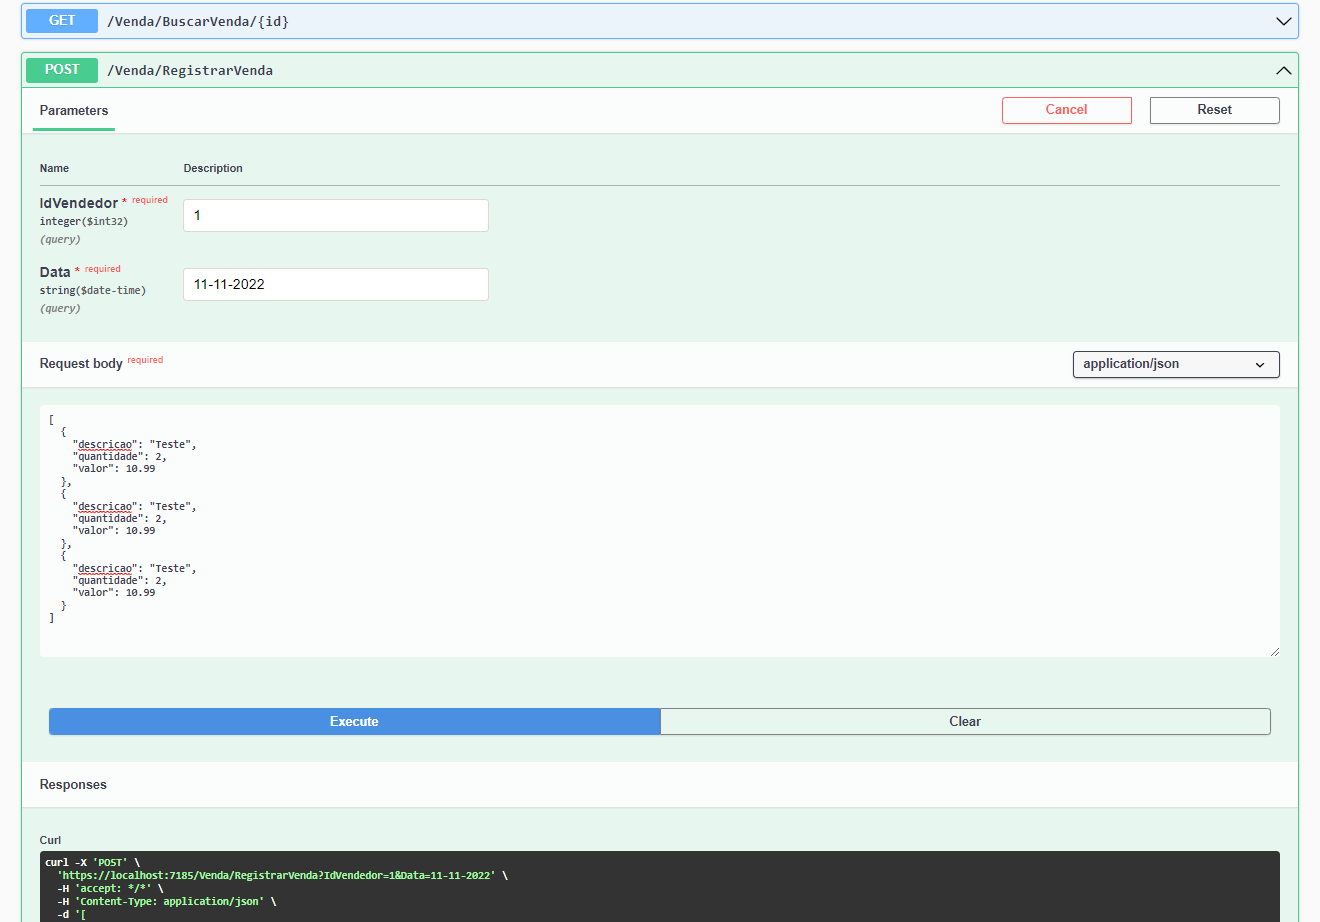 GET /Venda/BuscarVenda/{id}
POST /Venda/RegistrarVenda
Parameters Cancel Reset
Name Description
IdVendedor * required
integer($int32)
(query)
1
Data * required
string($date-time)
(query)
11-11-2022
Request body required application/json
[
  {
    "descricao": "Teste",
    "quantidade": 2,
    "valor": 10.99
  },
  {
    "descricao": "Teste",
    "quantidade": 2,
    "valor": 10.99
  },
  {
    "descricao": "Teste",
    "quantidade": 2,
    "valor": 10.99
  }
]
Execute Clear
Responses
Curl
curl -X 'POST' \
  'https://localhost:7185/Venda/RegistrarVenda?IdVendedor=1&Data=11-11-2022' \
  -H 'accept: */*' \
  -H 'Content-Type: application/json' \
  -d '[